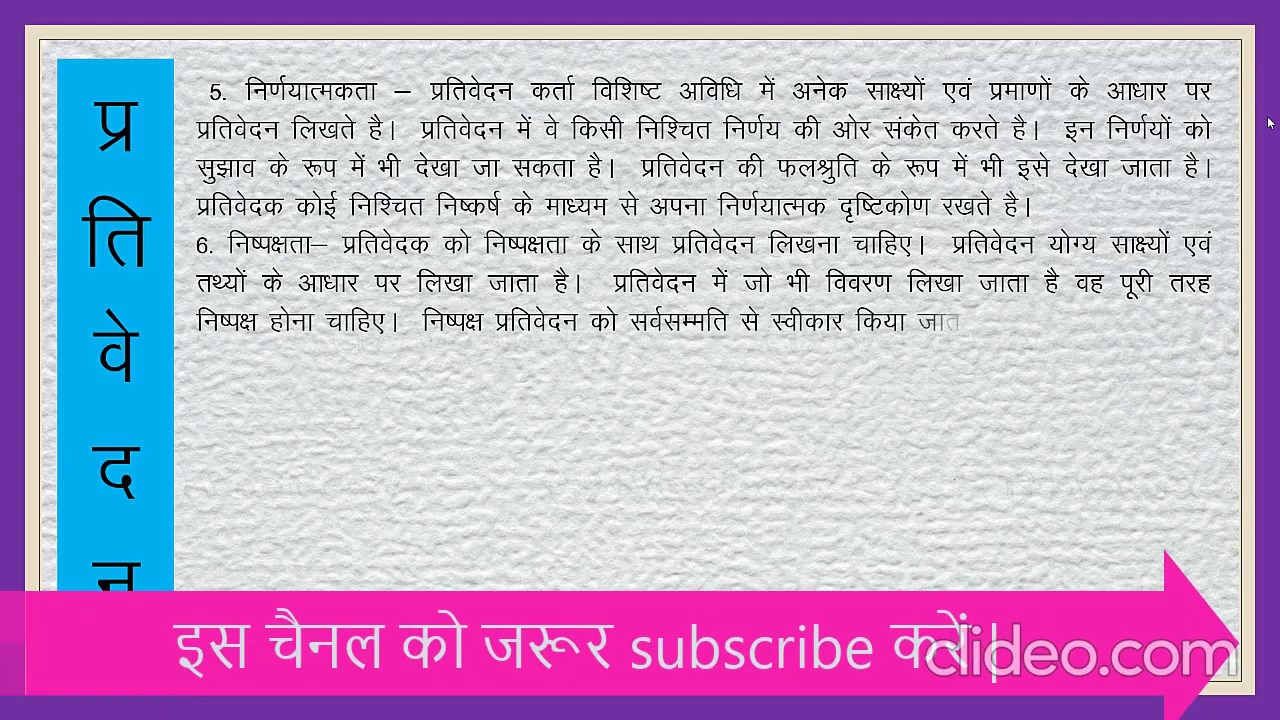 प्रतिवेदन
5. निर्णयात्मकता – प्रतिवेदन कर्ता विशिष्ट अविधि में अनेक साक्ष्यों एवं प्रमाणों के आधार पर
प्रतिवेदन लिखते है। प्रतिवेदन में वे किसी निश्चित निर्णय की ओर संकेत करते है। इन निर्णयों को
सुझाव के रूप में भी देखा जा सकता है। प्रतिवेदन की फलश्रुति के रूप में भी इसे देखा जाता है।
प्रतिवेदक कोई निश्चित निष्कर्ष के माध्यम से अपना निर्णयात्मक दृष्टिकोण रखते है।
6. निष्पक्षता– प्रतिवेदक को निष्पक्षता के साथ प्रतिवेदन लिखना चाहिए। प्रतिवेदन योग्य साक्ष्यों एवं
तथ्यों के आधार पर लिखा जाता है। प्रतिवेदन में जो भी विवरण लिखा जाता है वह पूरी तरह
निष्पक्ष होना चाहिए। निष्पक्ष प्रतिवेदन को सर्वसम्मति से स्वीकार किया जात
इस चैनल को जरूर subscribe करें|
clideo.com